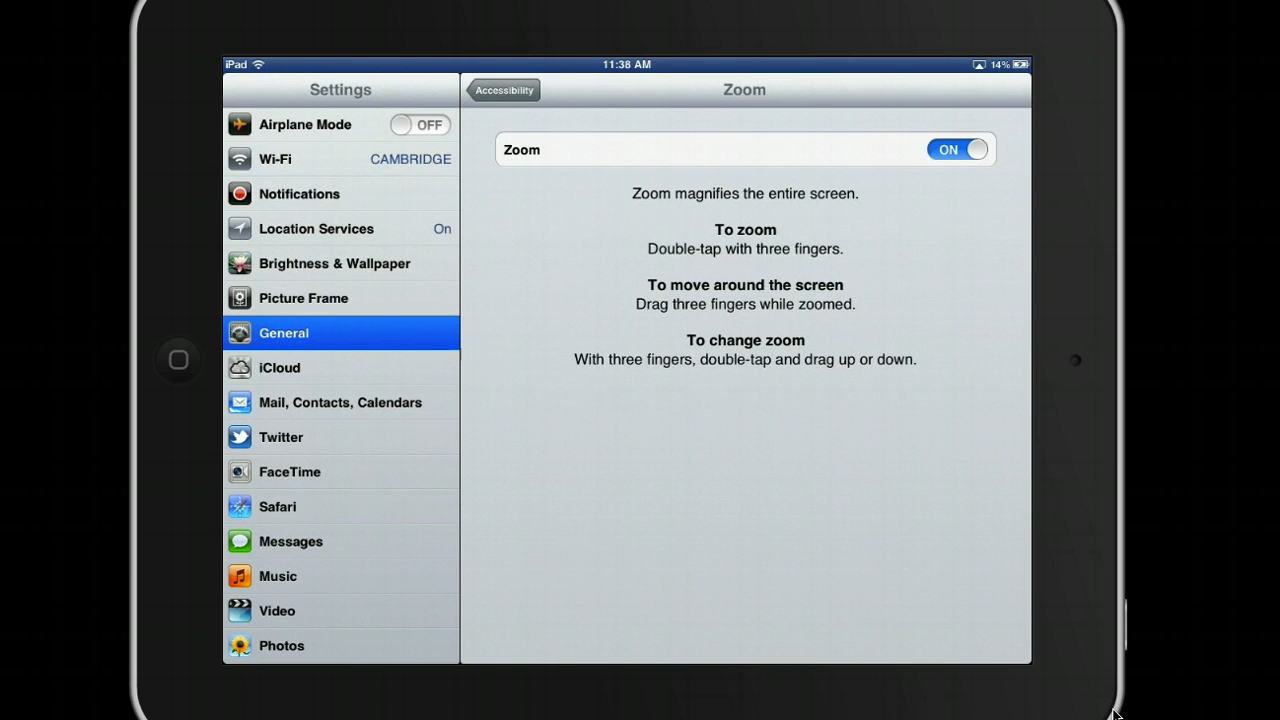 iPad 11:38 AM 14%
Settings
Airplane Mode OFF
Wi-Fi CAMBRIDGE
Notifications
Location Services On
Brightness & Wallpaper
Picture Frame
General
iCloud
Mail, Contacts, Calendars
Twitter
FaceTime
Safari
Messages
Music
Video
Photos
Accessibility Zoom
Zoom ON
Zoom magnifies the entire screen.
To zoom
Double-tap with three fingers.
To move around the screen
Drag three fingers while zoomed.
To change zoom
With three fingers, double-tap and drag up or down.